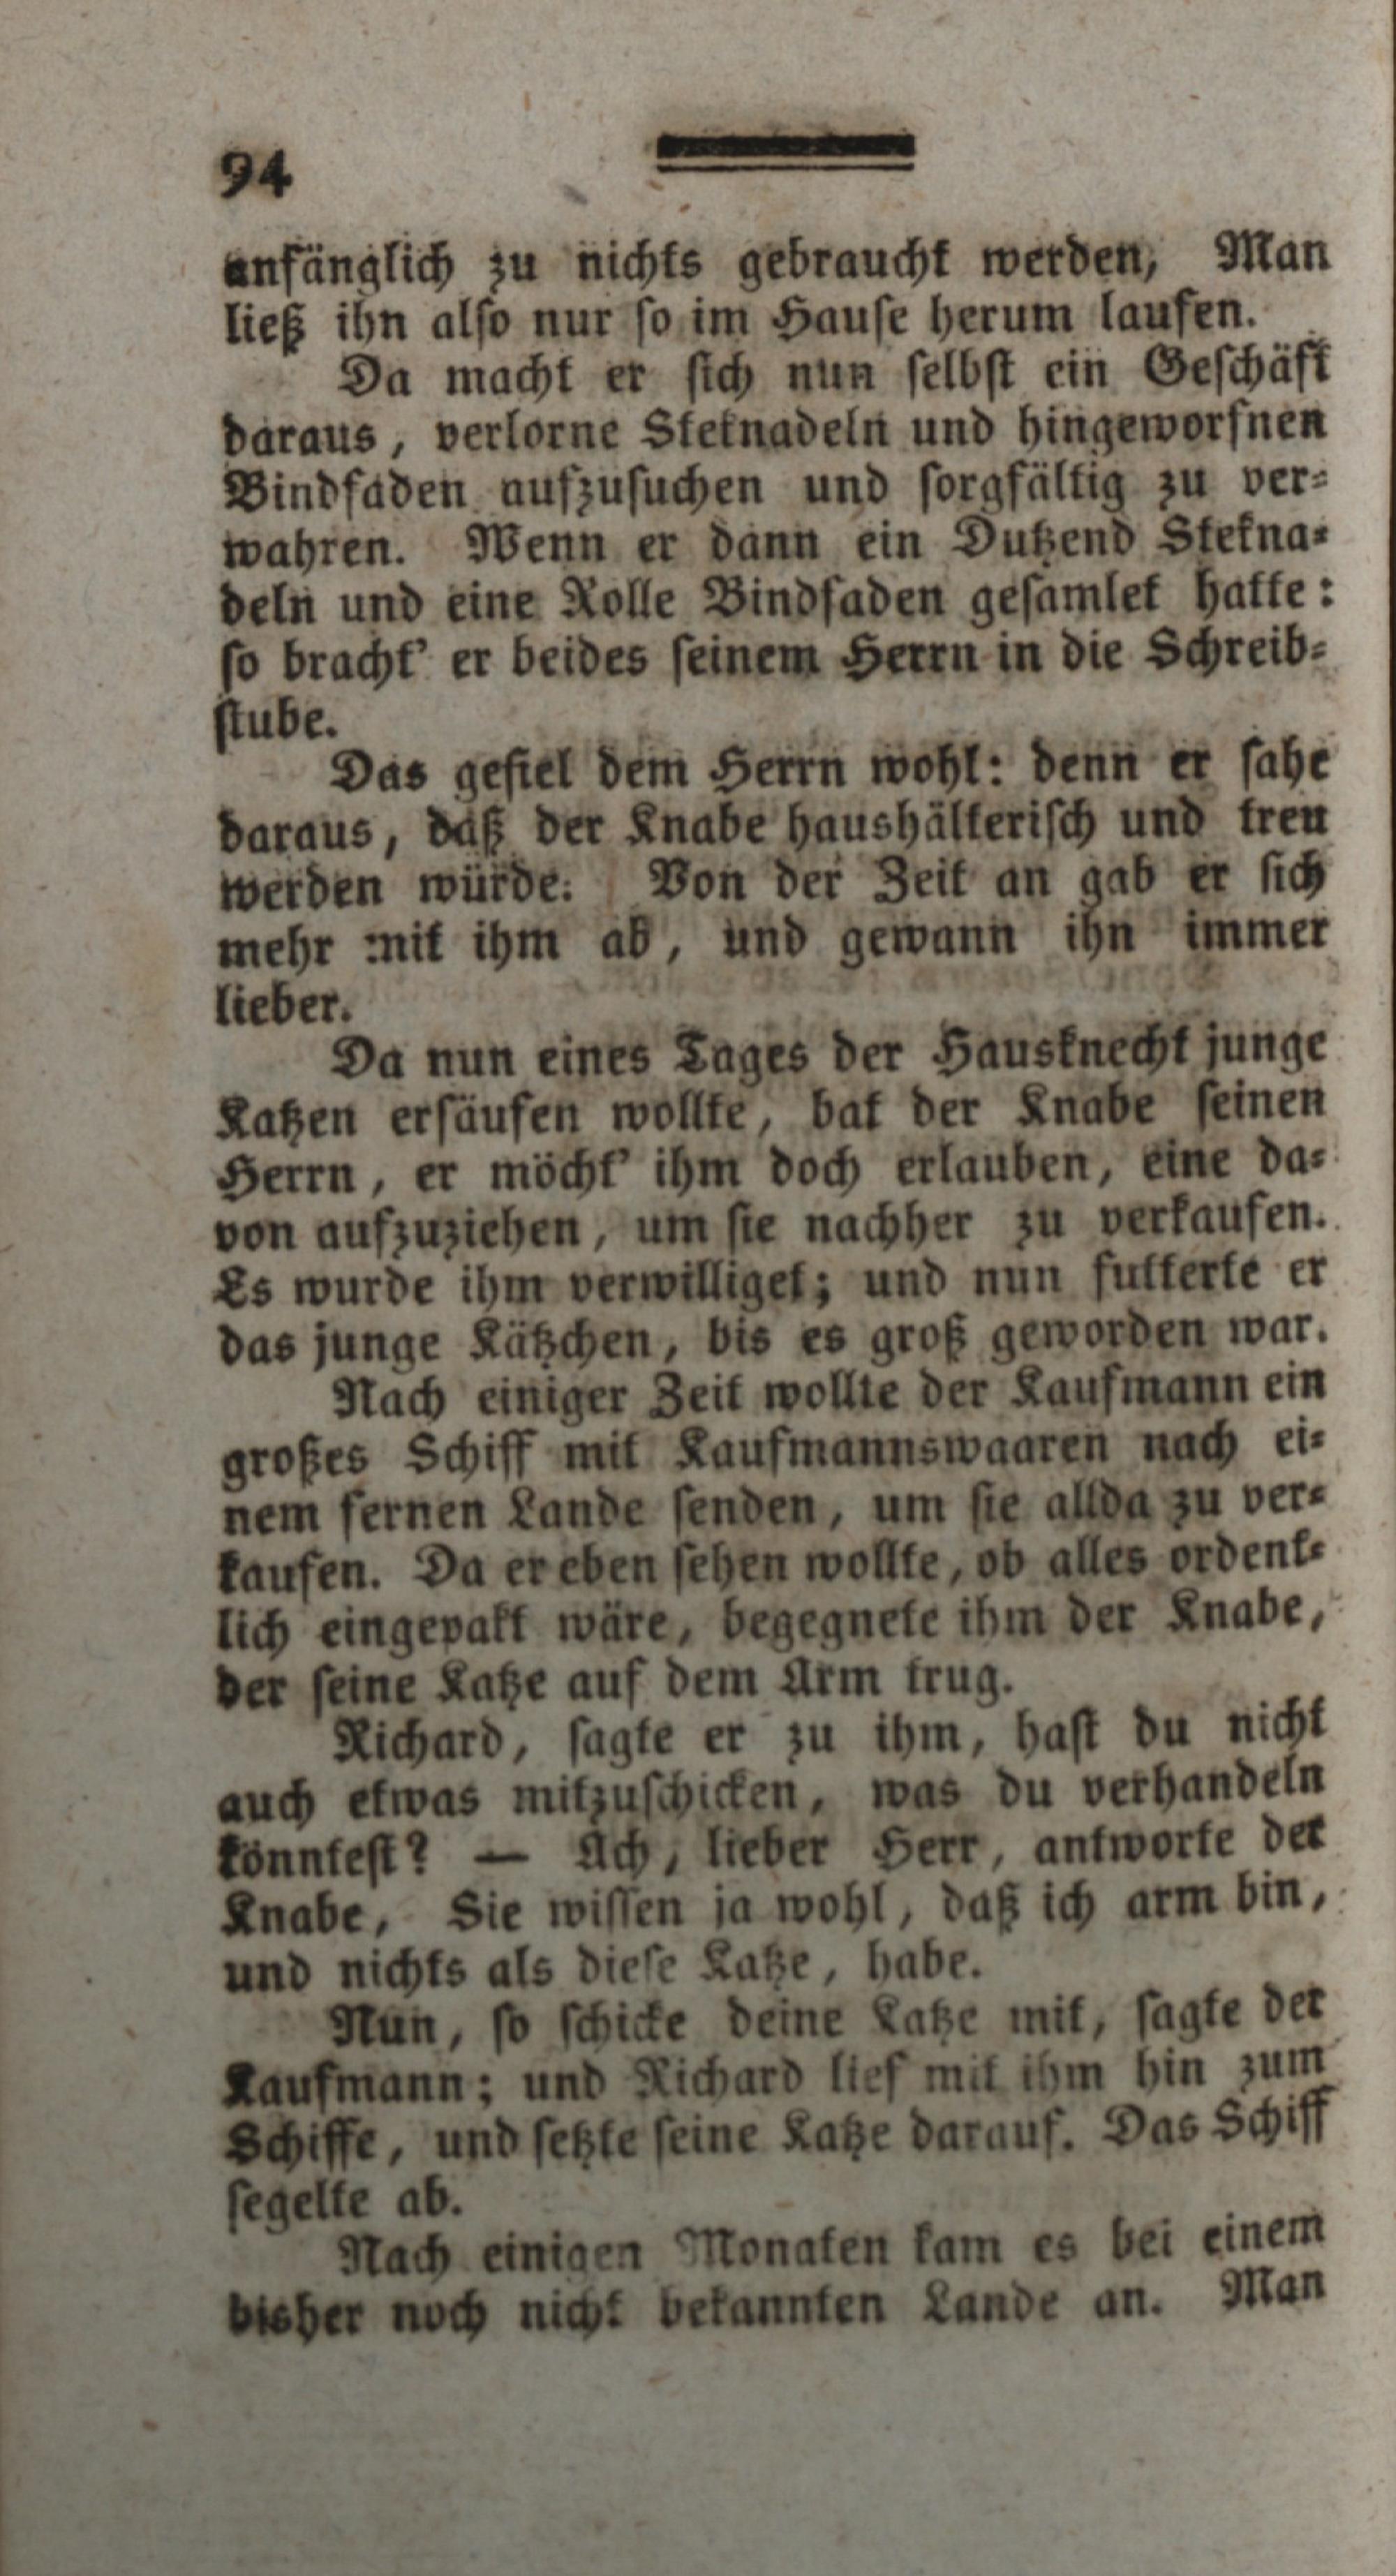 94
anfänglich zu nichts gebraucht werden, Man
ließ ihn also nur so im Hause herum laufen.
Da macht er sich nun selbst ein Geschäft
daraus, verlorne Steknadeln und hingeworfnen
Bindfaden aufzusuchen und sorgfältig zu ver-
wahren. Wenn er dann ein Dutzend Stekna-
deln und eine Rolle Bindfaden gesamlet hatte:
so bracht' er beides seinem Herrn in die Schreib-
stube.
Das gefiel dem Herrn wohl: denn er sahe
daraus, daß der Knabe haushälterisch und treu
werden würde. Von der Zeit an gab er sich
mehr mit ihm ab, und gewann ihn immer
lieber.
Da nun eines Tages der Hausknecht junge
Katzen ersäufen wollte, bat der Knabe seinen
Herrn, er möcht' ihm doch erlauben, eine da-
von aufzuziehen, um sie nachher zu verkaufen.
Es wurde ihm verwilliget; und nun futterte er
das junge Kätzchen, bis es groß geworden war.
Nach einiger Zeit wollte der Kaufmann ein
großes Schiff mit Kaufmannswaaren nach ei-
nem fernen Lande senden, um sie allda zu ver-
kaufen. Da er eben sehen wollte, ob alles ordent-
lich eingepakt wäre, begegnete ihm der Knabe,
der seine Katze auf dem Arm trug.
Richard, sagte er zu ihm, hast du nicht
auch etwas mitzuschicken, was du verhandeln
könntest? — Ach, lieber Herr, antworte der
Knabe, Sie wissen ja wohl, daß ich arm bin,
und nichts als diese Katze, habe.
Nun, so schicke deine Katze mit, sagte der
Kaufmann; und Richard lief mit ihm hin zum
Schiffe, und setzte seine Katze darauf. Das Schiff
segelte ab.
Nach einigen Monaten kam es bei einem
bisher noch nicht bekannten Lande an. Man